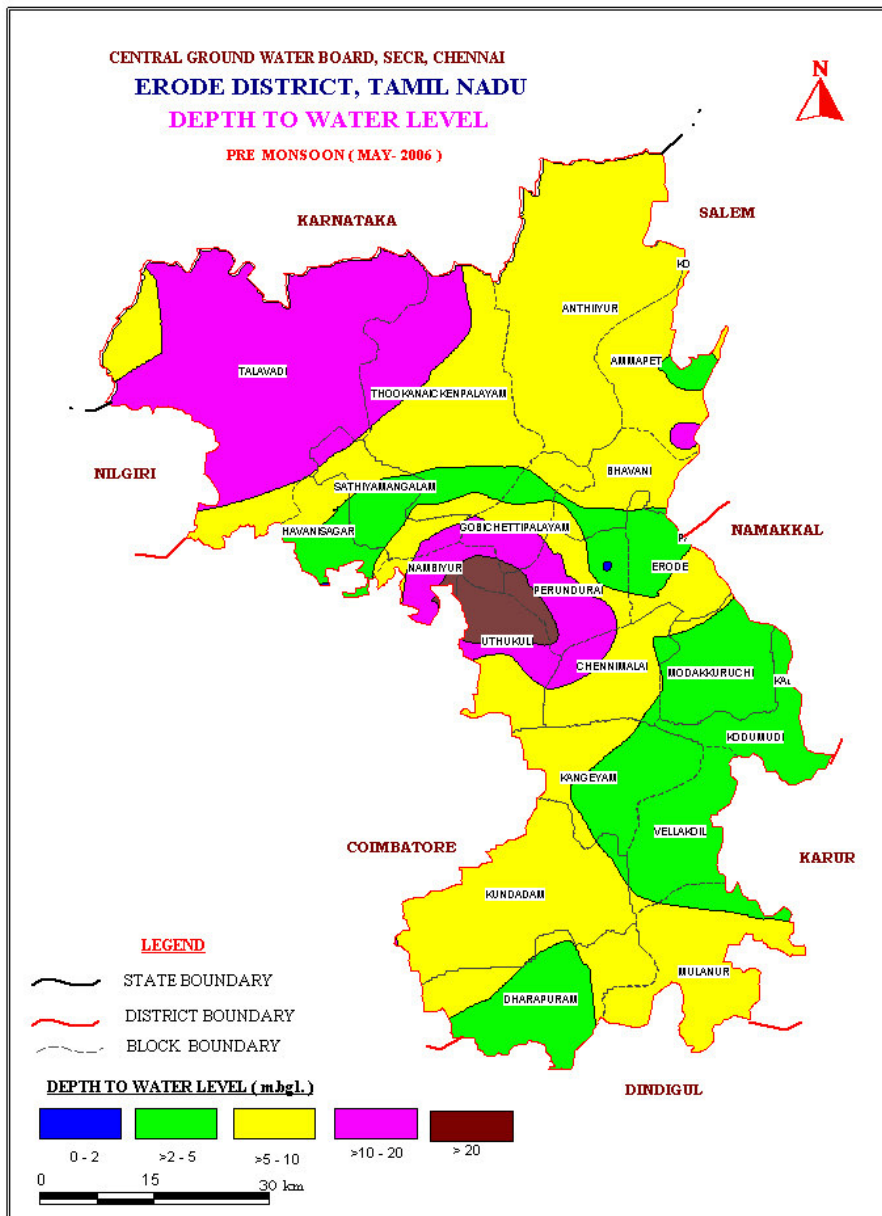 CENTRAL GROUND WATER BOARD, SECR, CHENNAI
ERODE DISTRICT, TAMIL NADU
DEPTH TO WATER LEVEL
PRE MONSOON ( MAY- 2006 )
N
KARNATAKA
SALEM
KO
ANTHIYUR
AMMAPET
TALAVADI
THOOKANAICKENPALAYAM
NILGIRI
BHAVANI
SATHIYAMANGALAM
HAVANISAGAR
GOBICHETTIPALAYAM
NAMAKKAL
NAMBIYUR
PERUNDURAI
ERODE
UTHUKULI
CHENNIMALAI
MODAKKURUCHI
KODUMUDI
KANGEYAM
VELLAKOIL
COIMBATORE
KARUR
KUNDADAM
MULANUR
DHARAPURAM
DINDIGUL
LEGEND
STATE BOUNDARY
DISTRICT BOUNDARY
BLOCK BOUNDARY
DEPTH TO WATER LEVEL ( m.bgl. )
0 - 2
>2 - 5
>5 - 10
>10 - 20
> 20
0
15
30 km